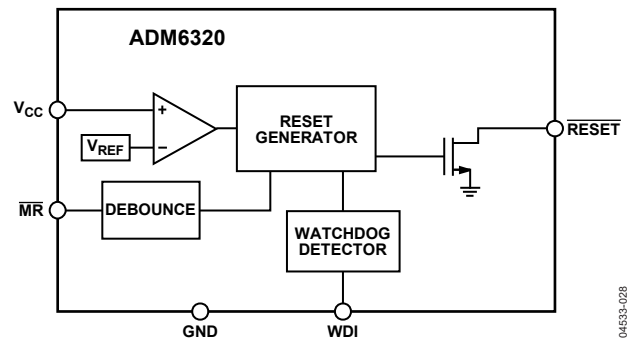 ADM6320
VCC
+
VREF
−
RESET
GENERATOR
RESET
MR
DEBOUNCE
WATCHDOG
DETECTOR
GND
WDI
04533-028